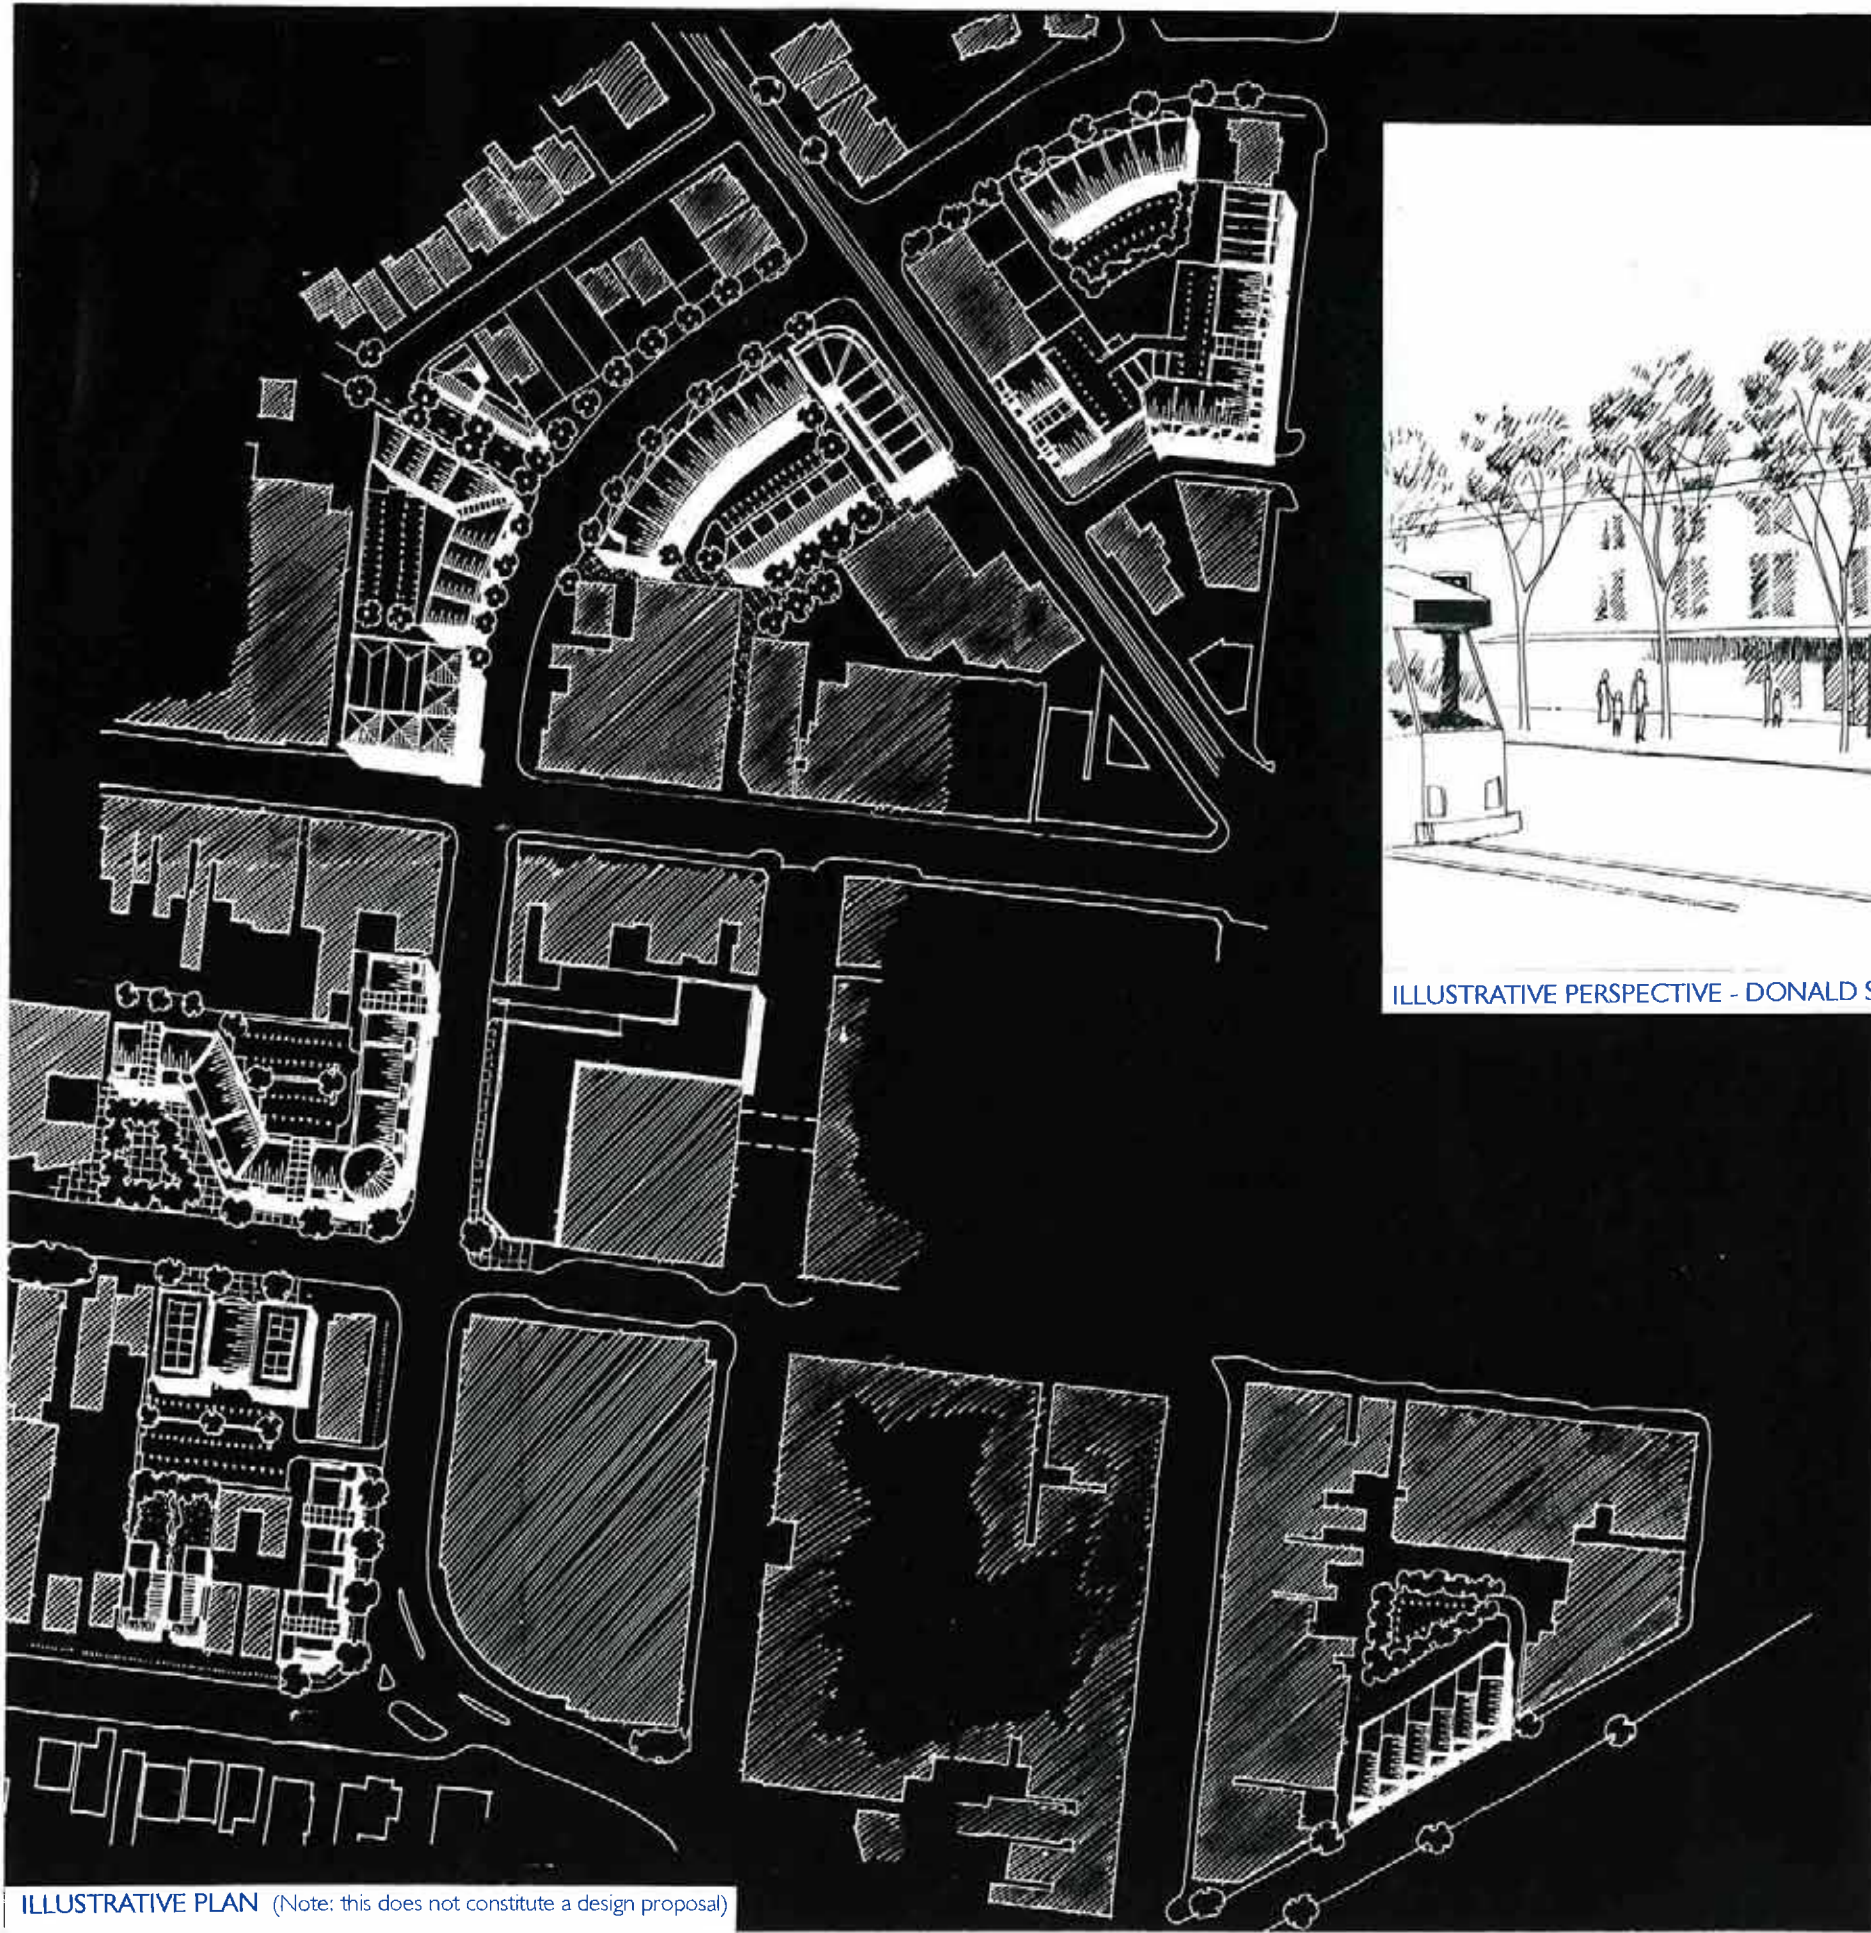 ILLUSTRATIVE PERSPECTIVE - DONALD S
ILLUSTRATIVE PLAN (Note: this does not constitute a design proposal)